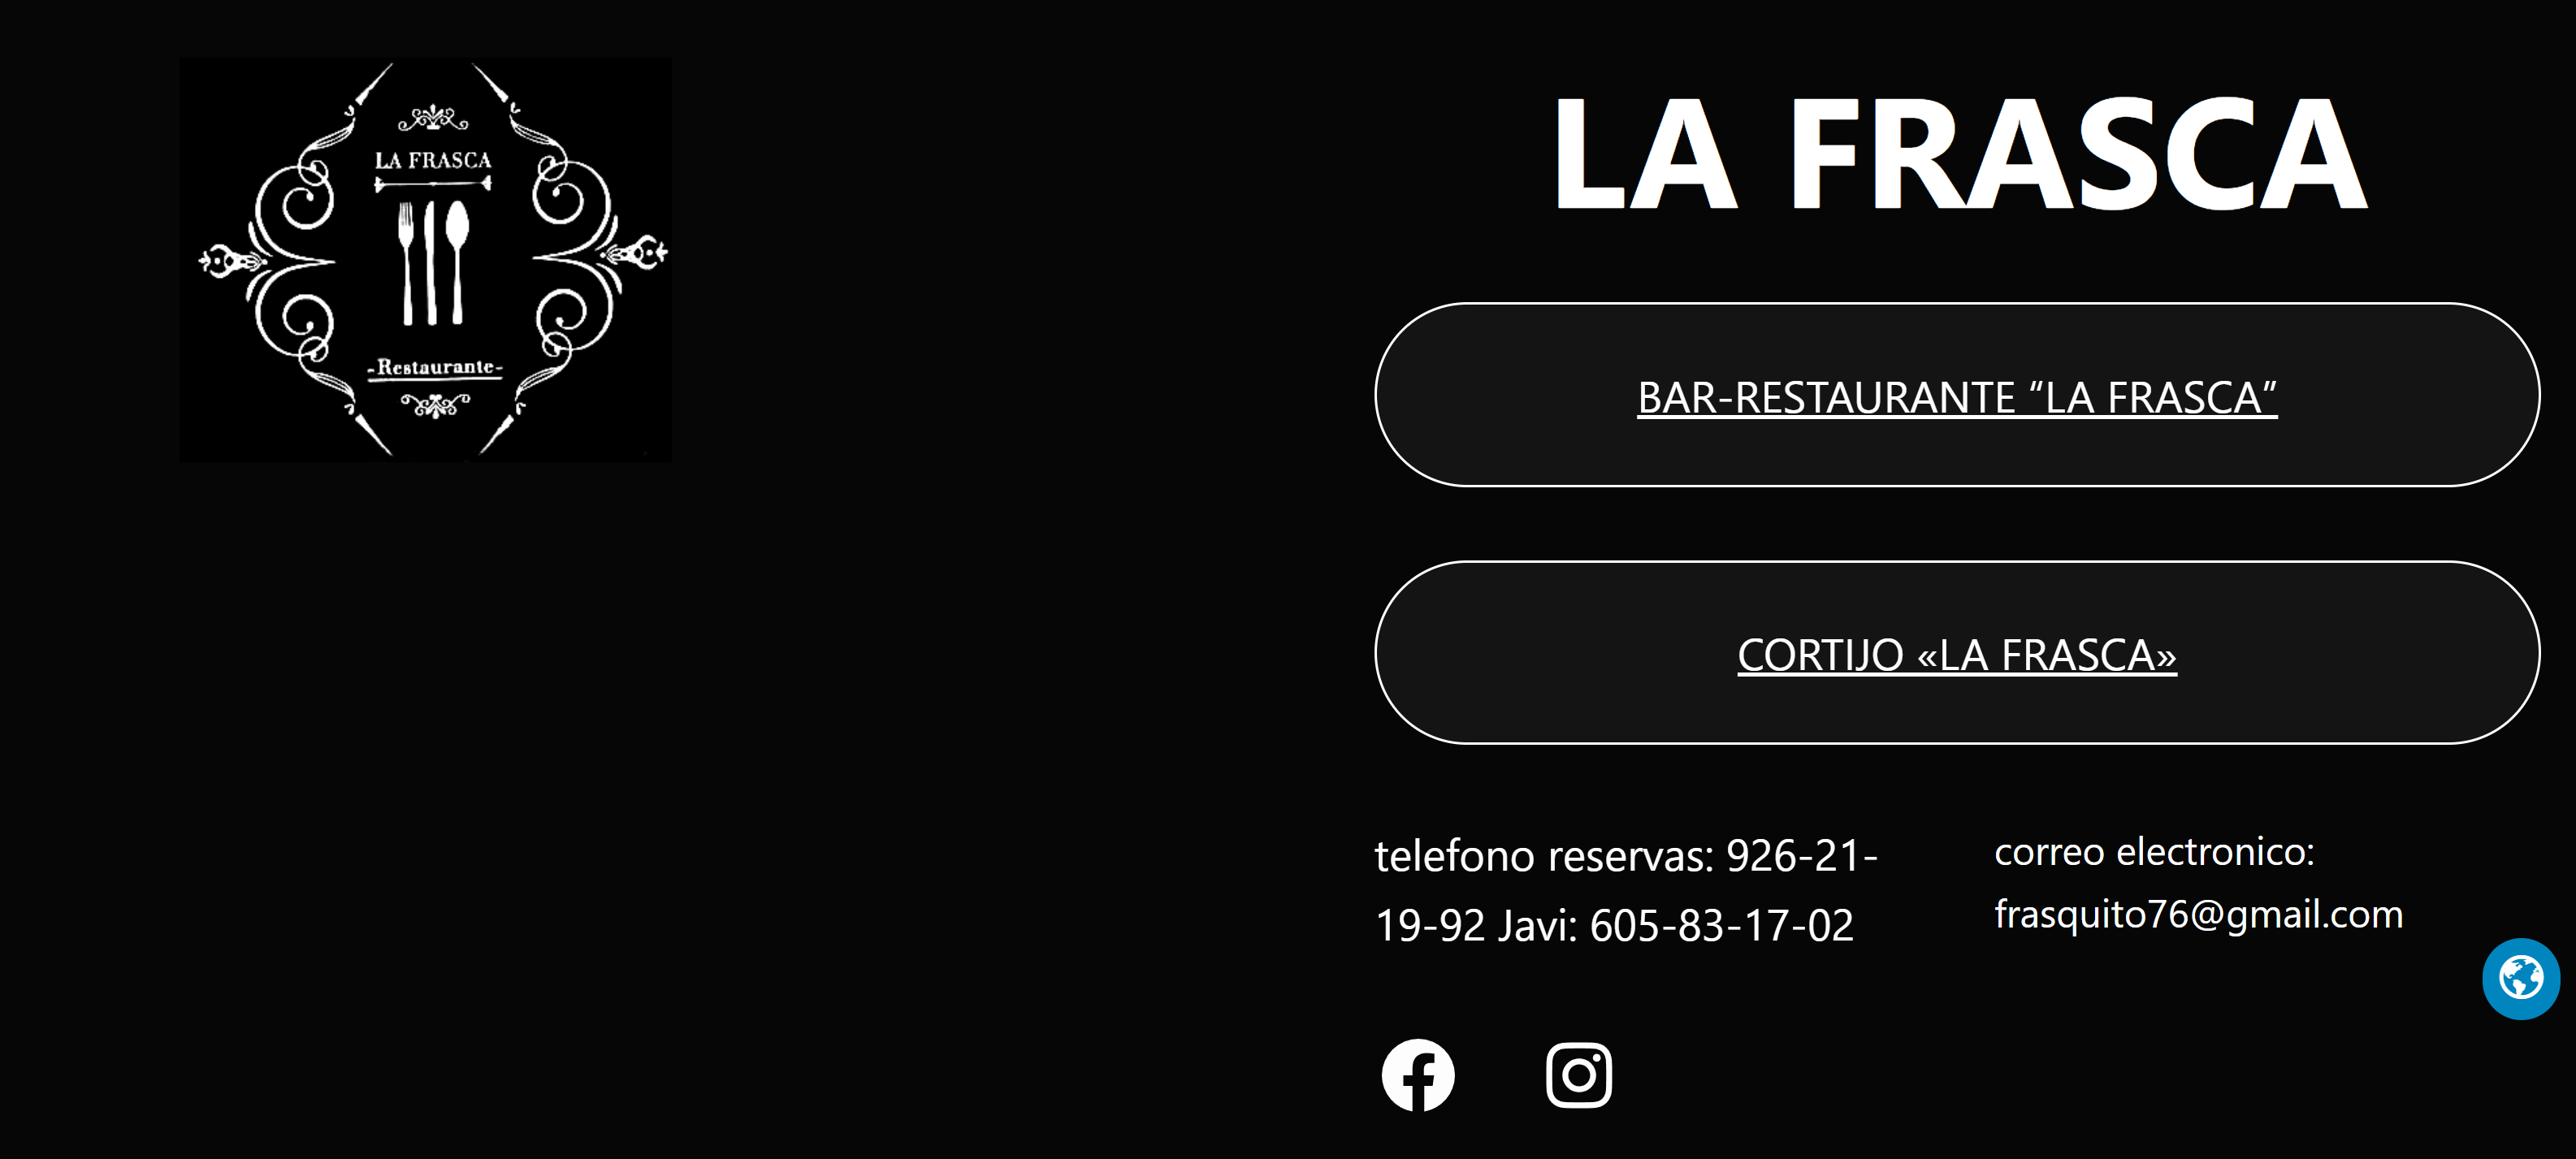 LA FRASCA
-Restaurante-
LA FRASCA
BAR-RESTAURANTE “LA FRASCA”
CORTIJO «LA FRASCA»
telefono reservas: 926-21-
19-92 Javi: 605-83-17-02
correo electronico:
frasquito76@gmail.com